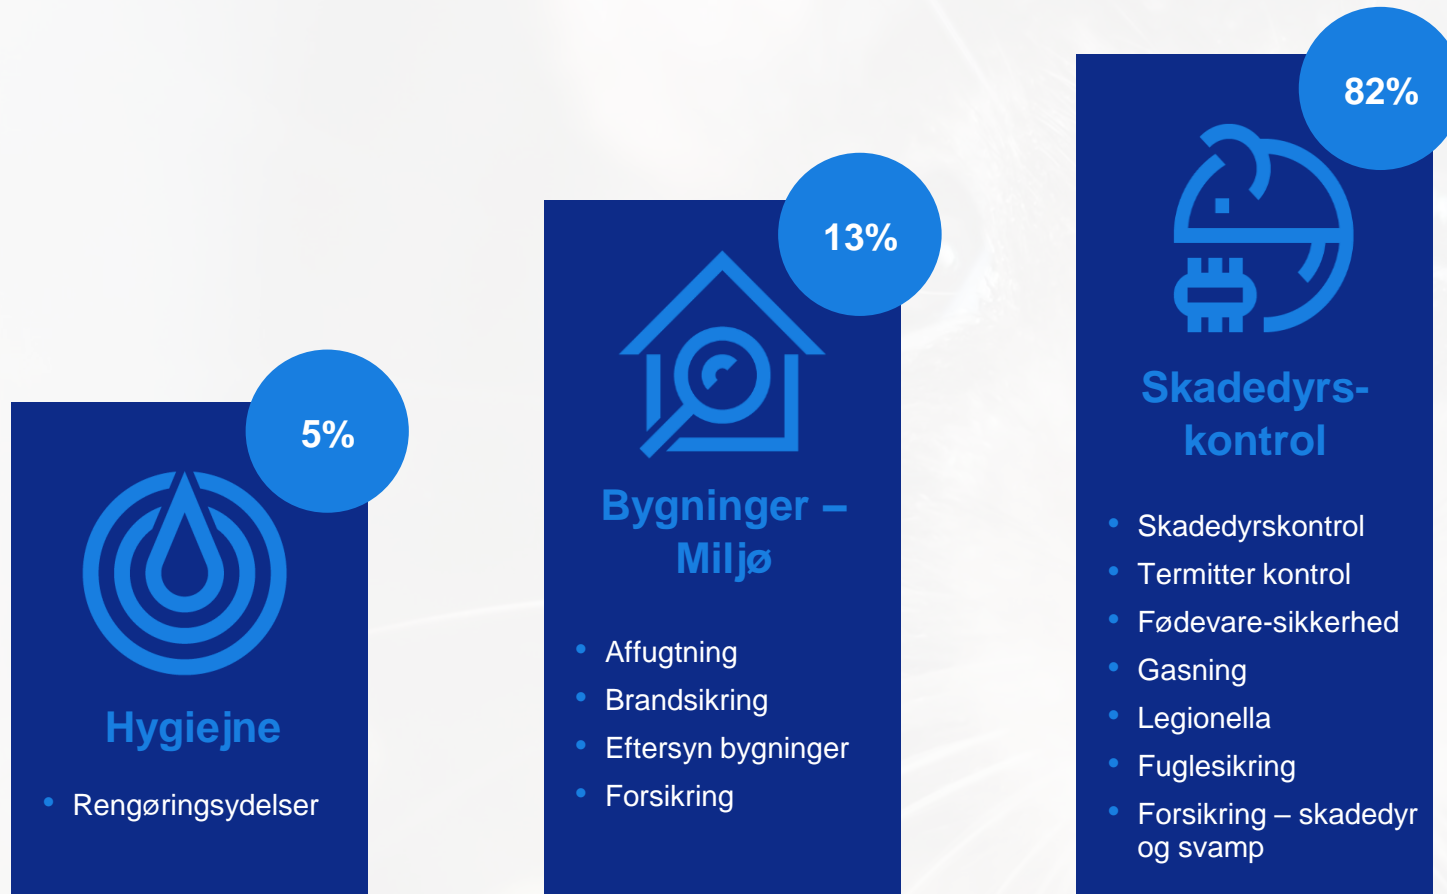 5%
Hygiejne
Rengøringsydelser
13%
Bygninger –
Miljø
Affugtning
Brandsikring
Eftersyn bygninger
Forsikring
82%
Skadedyrs-
kontrol
Skadedyrskontrol
Termitter kontrol
Fødevare-sikkerhed
Gasning
Legionella
Fuglesikring
Forsikring – skadedyr
og svamp